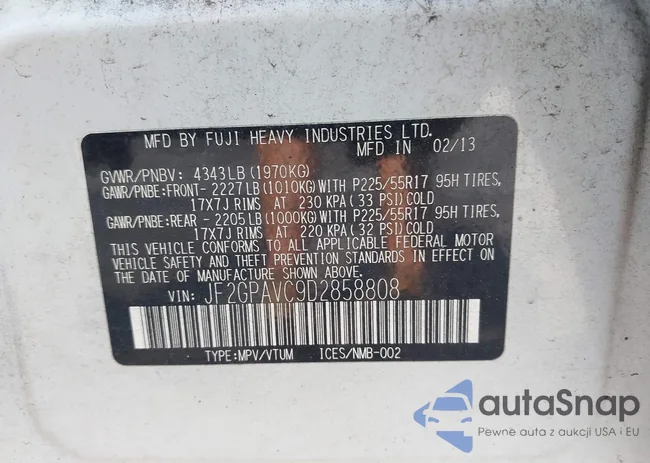 MFD BY FUJI HEAVY INDUSTRIES LTD.
MFD IN 02/13
GVWR/PNBV: 4343LB(1970KG)
GAWR/PNBE:FRONT- 2227LB(1010KG)WITH P225/55R17 95H TIRES,
17X7J RIMS AT 230 KPA(33 PSI)COLD
GAWR/PNBE:REAR - 2205LB(1000KG)WITH P225/55R17 95H TIRES,
17X7J RIMS AT 220 KPA(32 PSI)COLD
THIS VEHICLE CONFORMS TO ALL APPLICABLE FEDERAL MOTOR
VEHICLE SAFETY AND THEFT PREVENTION STANDARDS IN EFFECT ON
THE DATE OF MANUFACTURE SHOWN ABOVE.
VIN: JF2GPAVC9D2858808
TYPE:MPV/VTUM ICES/NMB-002
autoSnap
Pewne auta z aukcji USA i EU